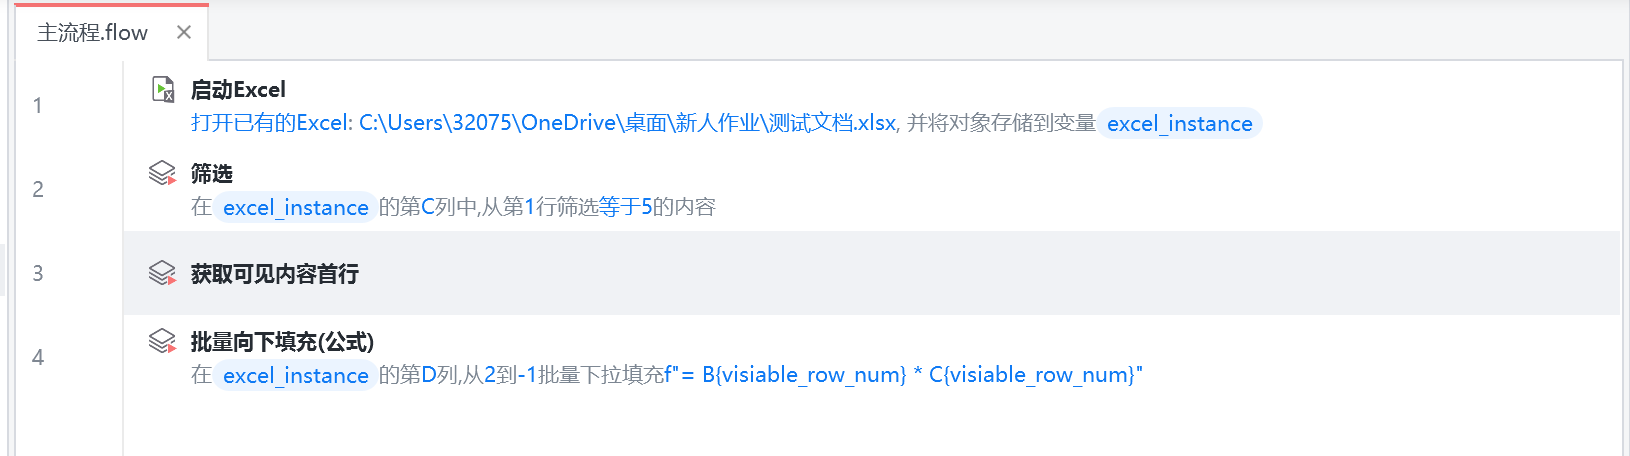 主流程.flow
1
启动Excel
打开已有的Excel: C:\Users\32075\OneDrive\桌面\新人作业\测试文档.xlsx, 并将对象存储到变量 excel_instance
2
筛选
在 excel_instance 的第C列中,从第1行筛选等于5的内容
3
获取可见内容首行
4
批量向下填充(公式)
在 excel_instance 的第D列,从2到-1批量下拉填充f"= B{visiable_row_num} * C{visiable_row_num}"